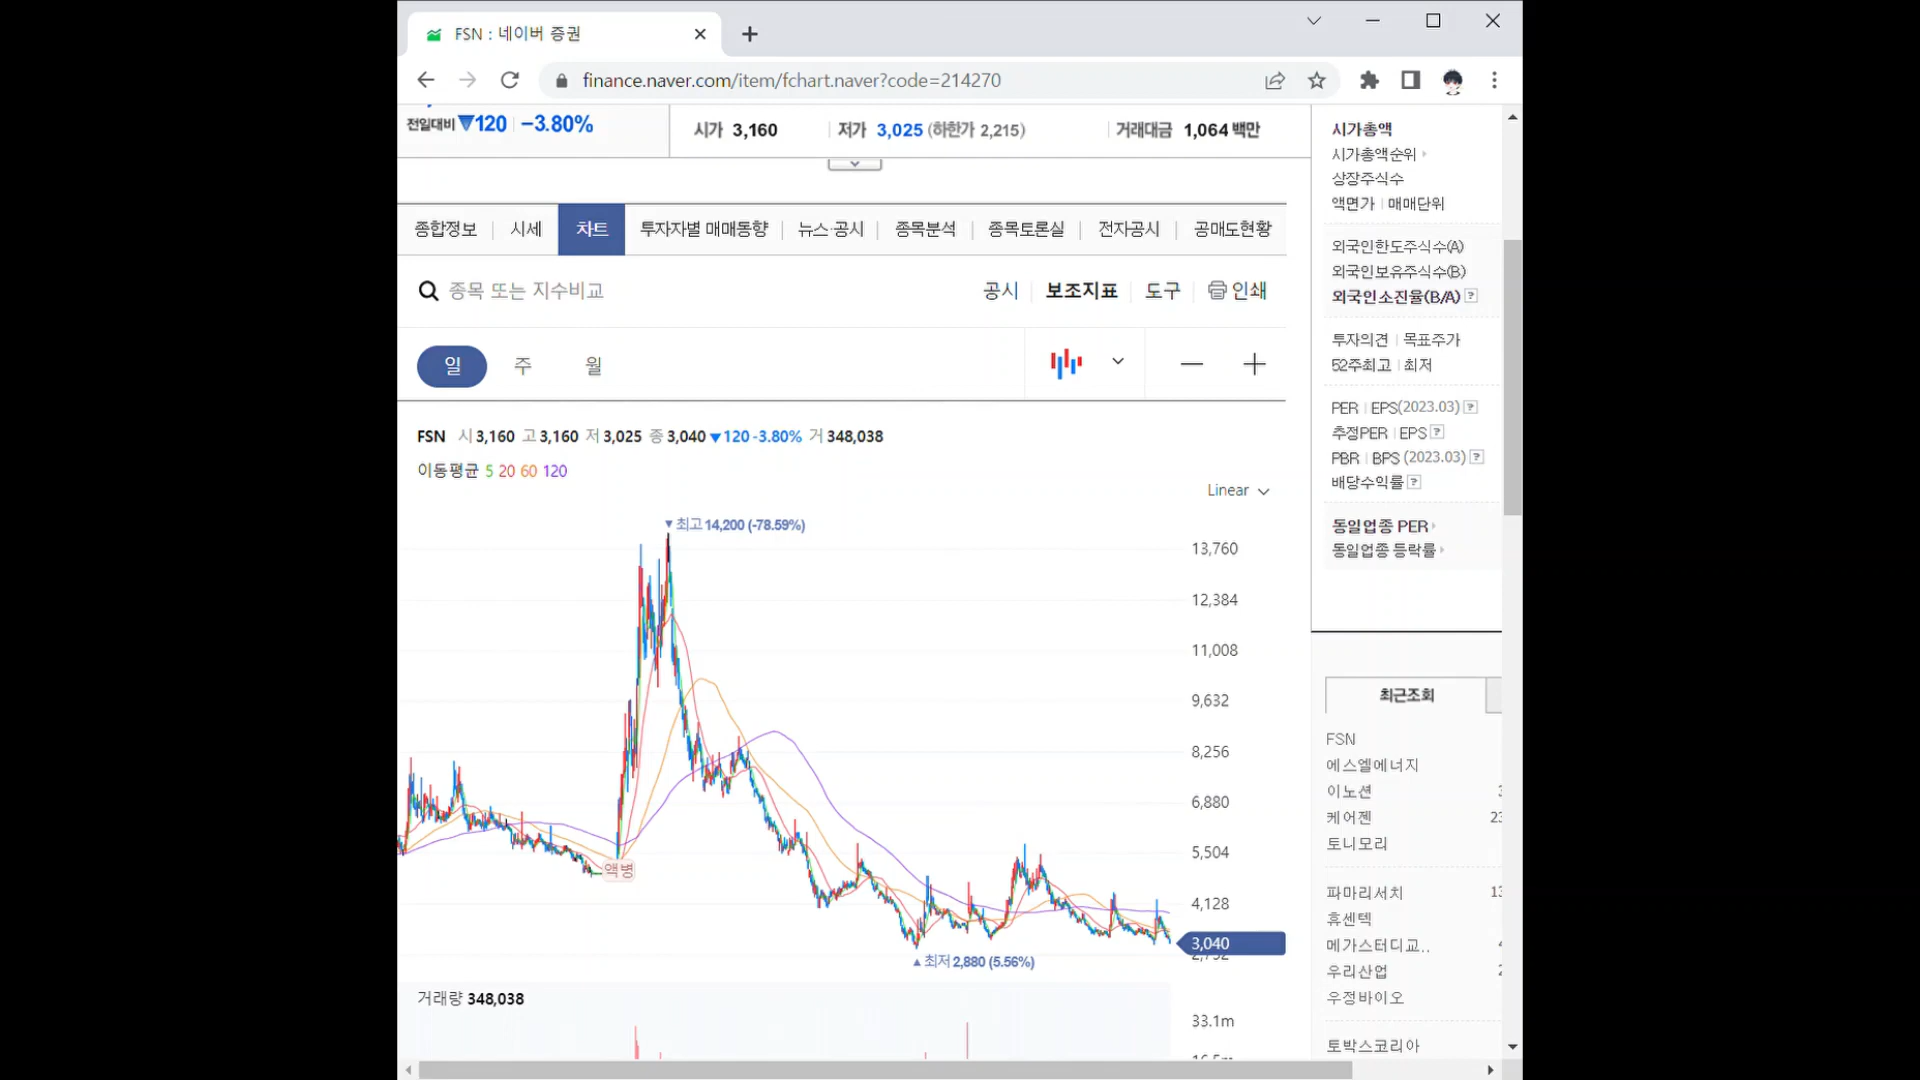 FSN : 네이버 증권
finance.naver.com/item/fchart.naver?code=214270
전일대비 ▼120 | −3.80%
시가 3,160
저가 3,025 (하한가 2,215)
거래대금 1,064 백만
종합정보 시세 차트 투자자별 매매동향 뉴스·공시 종목분석 종목토론실 전자공시 공매도현황
종목 또는 지수비교
공시 보조지표 도구 인쇄
일 주 월
FSN 시 3,160 고 3,160 저 3,025 종 3,040 ▼120 -3.80% 거 348,038
이동평균 5 20 60 120
Linear
▼최고 14,200 (-78.59%)
13,760
12,384
11,008
9,632
8,256
6,880
5,504
4,128
3,040
액병
▲최저 2,880 (5.56%)
거래량 348,038
33.1m
시가총액
시가총액순위
상장주식수
액면가 | 매매단위
외국인한도주식수(A)
외국인보유주식수(B)
외국인소진율(B/A) ?
투자의견 | 목표주가
52주최고 | 최저
PER | EPS(2023.03) ?
추정PER | EPS ?
PBR | BPS (2023.03) ?
배당수익률 ?
동일업종 PER
동일업종 등락률
최근조회
FSN
에스엘에너지
이노션
케어젠
토니모리
파마리서치
휴센텍
메가스터디교..
우리산업
우정바이오
토박스코리아